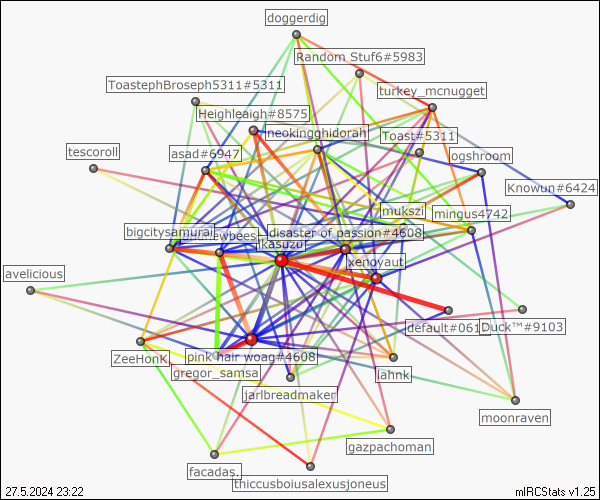 doggerdig
Random Stuf6#5983
ToastephBroseph5311#5311
turkey_mcnugget
Heighleaigh#8575
neokingghidorah
Toast#5311
tescoroll
asad#6947
ogshroom
Knowun#6424
mukszi
mingus4742
bigcitysamurai
ewbees
disaster of passion#4608
Ikasuzu
xenoyaut
avelicious
default#061
Duck™#9103
ZeeHonK
pink hair woag#4608
gregor_samsa
lahnk
jarlbreadmaker
moonraven
gazpachoman
facadas.
thiccusboiusalexusjoneus
27.5.2024 23:22
mIRCStats v1.25